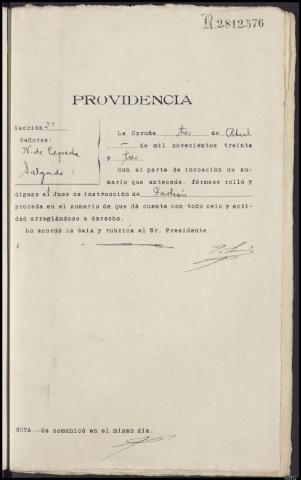 R.2812576
PROVIDENCIA
Sección 2ª
Señores:
N. de Cepeda
Salgado
La Coruña tres de Abril
— de mil novecientos treinta
y tres
Con el parte de incoación de su-
mario que antecede, fórmese rollo y
dígase al Juez de instrucción de Padrón
proceda en el sumario de que dá cuenta con todo celo y acti-
dad arreglándose a derecho.
Lo acordó la Sala y rubrica el Sr. Presidente.
NOTA.-Se comunicó en el mismo día.